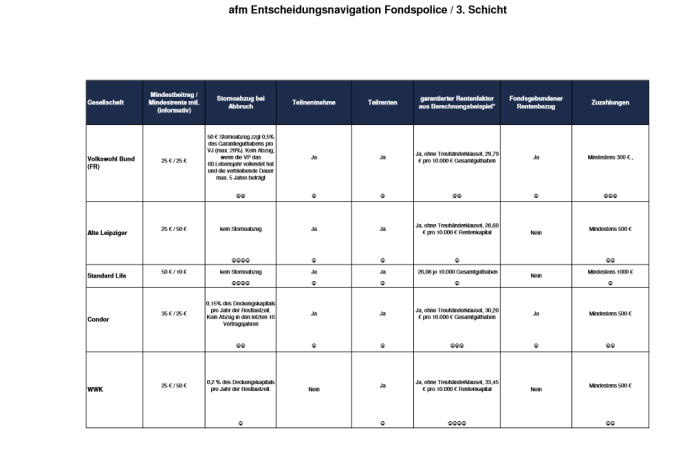 afm Entscheidungsnavigation Fondspolice / 3. Schicht
Gesellschaft
Mindestbeitrag /
Mindestrente mtl.
(informativ)
Stornoabzug bei
Abbruch
Teilnentnahme
Teilrenten
garantierter Rentenfaktor
aus Berechnungsbeispiel*
Fondsgebundener
Rentenbezug
Zuzahlungen
Volkswohl Bund
(FR)
25 € / 25 €
50 € Stornoabzug zzgl 0,5%
des Garantieguthabens pro
VJ (max. 20%). Kein Abzug,
wenn die VP das
60.Lebensjahr vollendet hat
und die verbleibende Dauer
max. 5 Jahre beträgt
☺☺
Ja
☺
Ja
☺
Ja, ohne Treuhänderklausel, 29,79
€ pro 10.000 € Gesamtguthaben
☺☺
Ja
☺
Mindestens 300 € ,
☺☺☺
Alte Leipziger
25 € / 50 €
kein Stornoabzug
☺☺☺☺
Ja
☺
Ja
☺
Ja, ohne Treuhänderklausel, 28,60
€ pro 10.000 € Rentenkapital
☺
Nein
Mindestens 500 €
☺☺
Standard Life
50 € / 10 €
kein Stornoabzug
☺☺☺☺
Ja
☺
Ja
☺
26,08 je 10.000 Gesamtguthaben
☺
Nein
Mindestens 1000 €
☺
Condor
35 € / 25 €
0,15% des Deckungskapitals
pro Jahr der Restlaufzeit.
Kein Abzug in den letzten 10
Vertragsjahren
☺☺
Ja
☺
Ja
☺
Ja, ohne Treuhänderklausel, 30,20
€ pro 10.000 € Gesamtguthaben
☺☺☺
Ja
☺
Mindestens 500 €
☺☺
WWK
25 € / 50 €
0,2 % des Deckungskapitals
pro Jahr der Restlaufzeit.
☺
Nein
Ja
☺
Ja, ohne Treuhänderklausel, 33,45
€ pro 10.000 € Rentenkapital
☺☺☺☺
Nein
Mindestens 500 €
☺☺